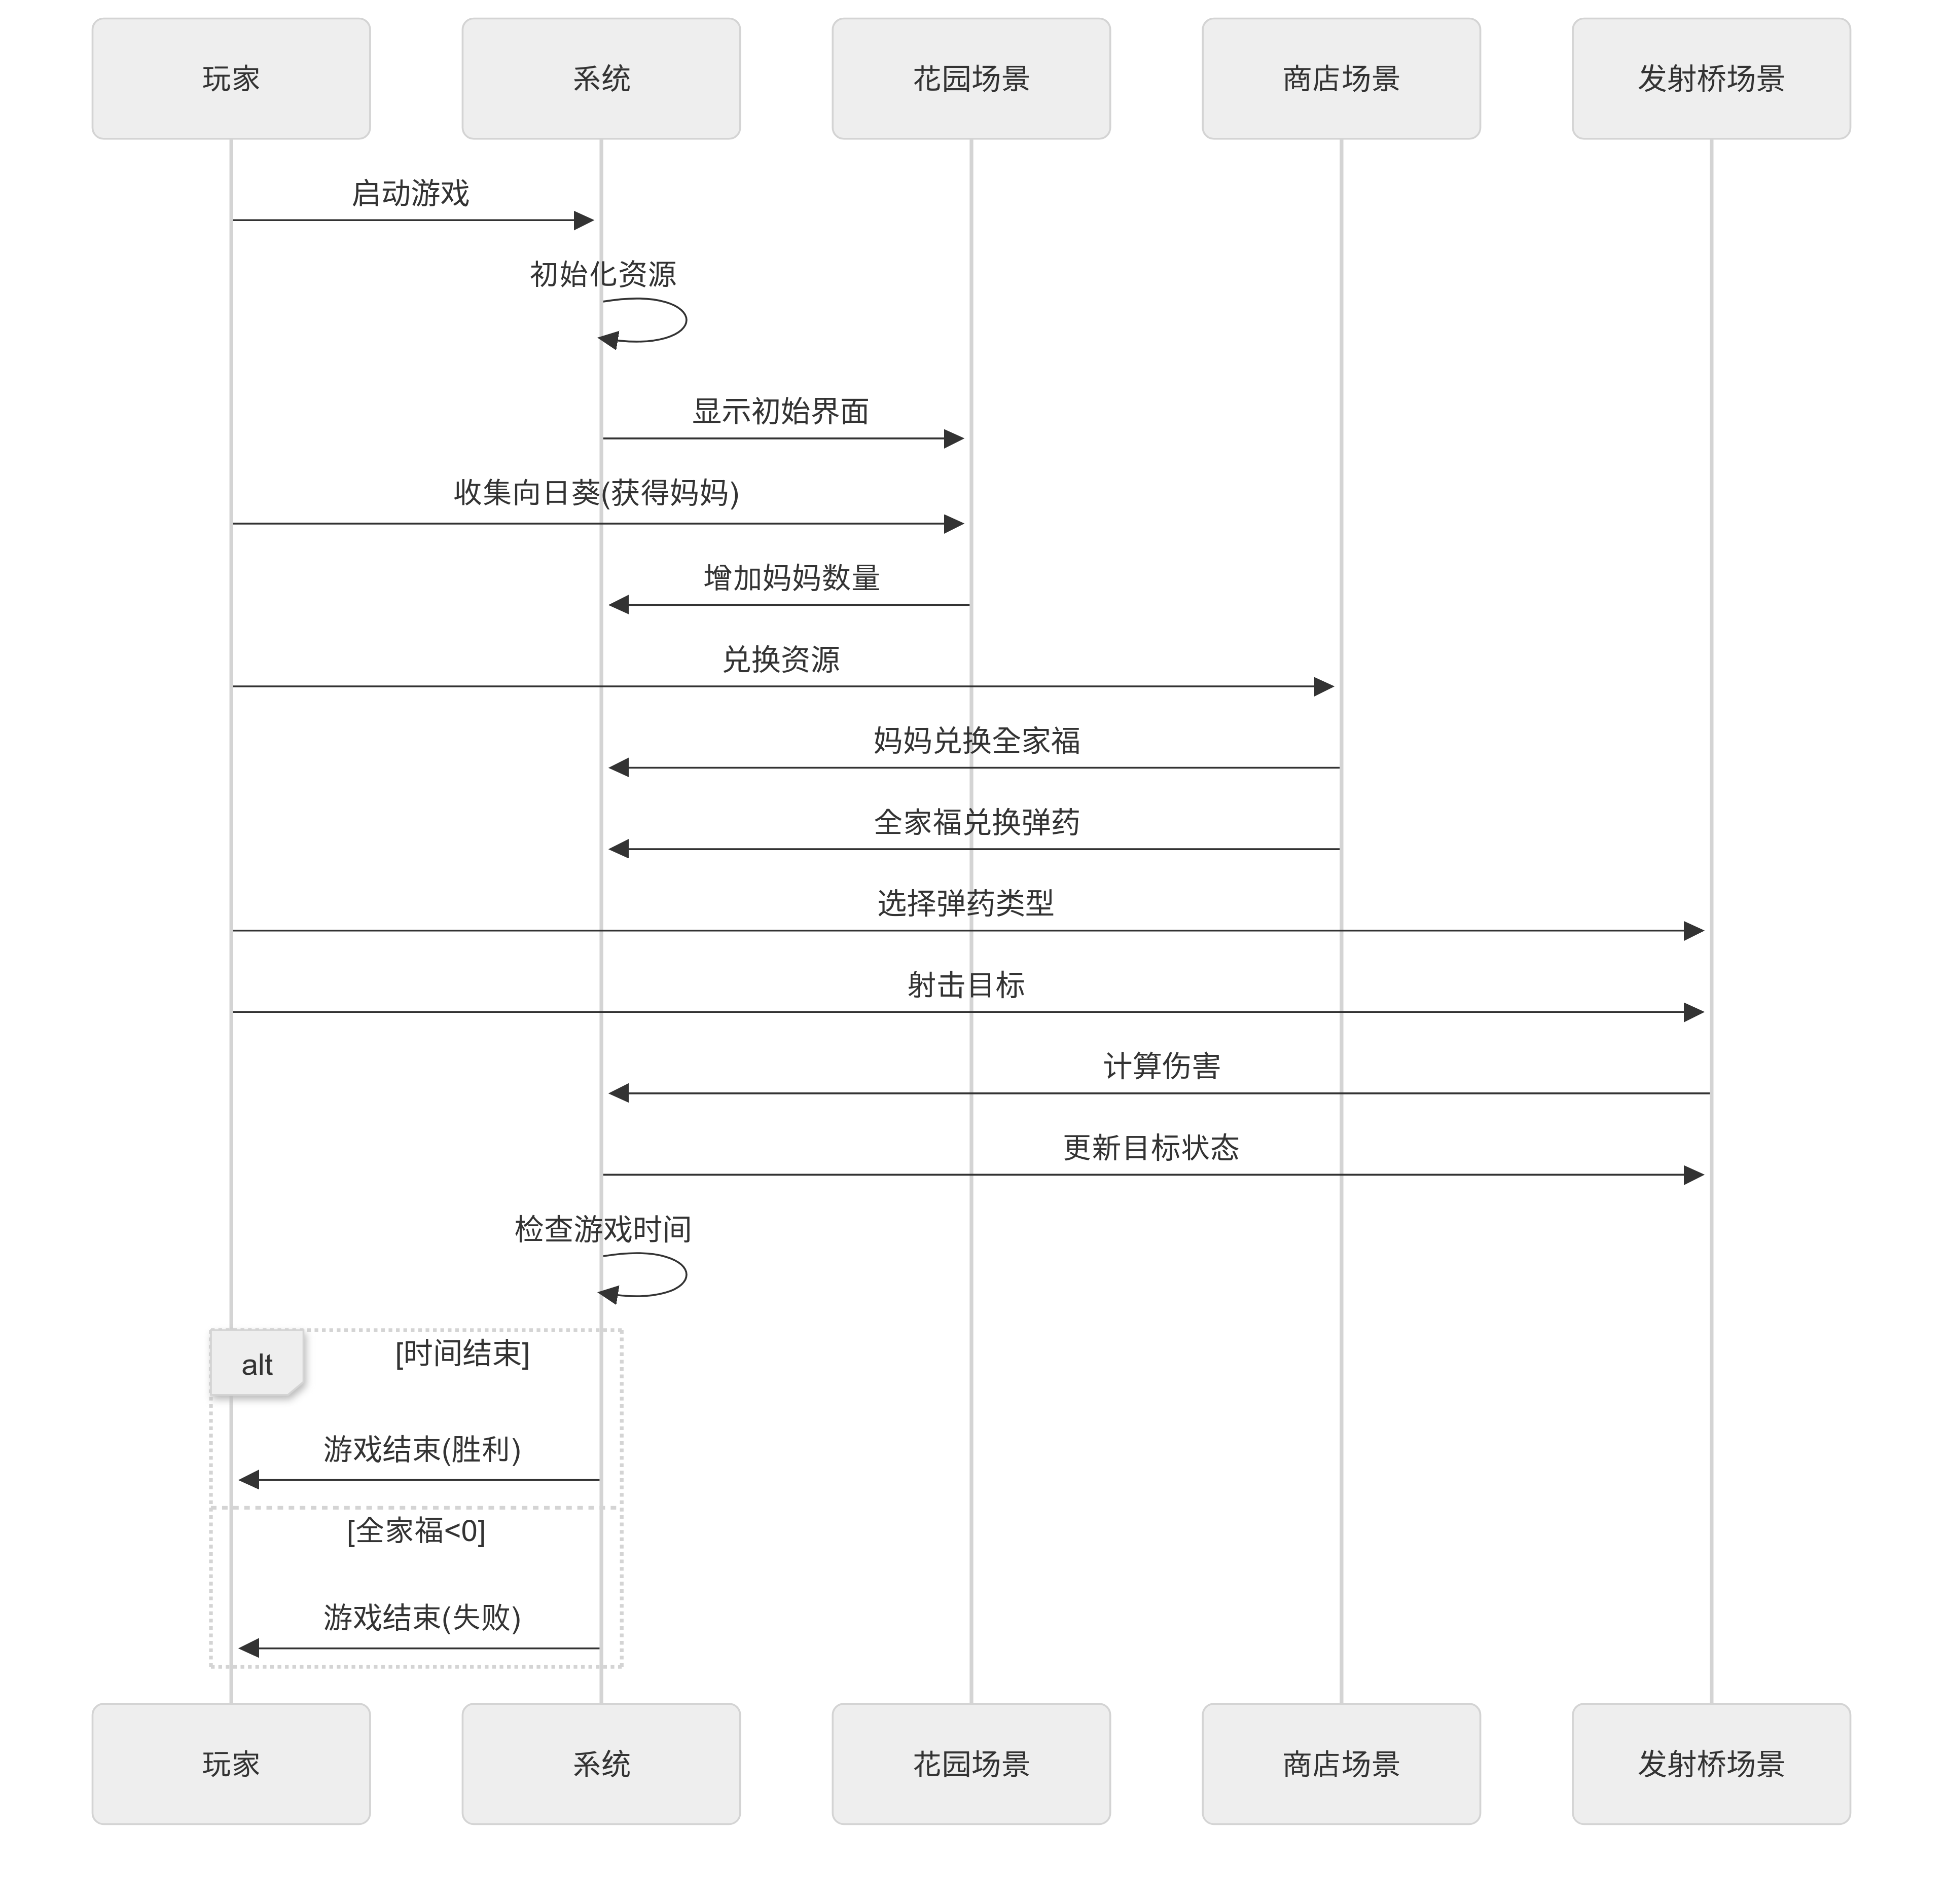 玩家
系统
花园场景
商店场景
发射桥场景
启动游戏
初始化资源
显示初始界面
收集向日葵(获得妈妈)
增加妈妈数量
兑换资源
妈妈兑换全家福
全家福兑换弹药
选择弹药类型
射击目标
计算伤害
更新目标状态
检查游戏时间
alt
[时间结束]
游戏结束(胜利)
[全家福<0]
游戏结束(失败)
玩家
系统
花园场景
商店场景
发射桥场景